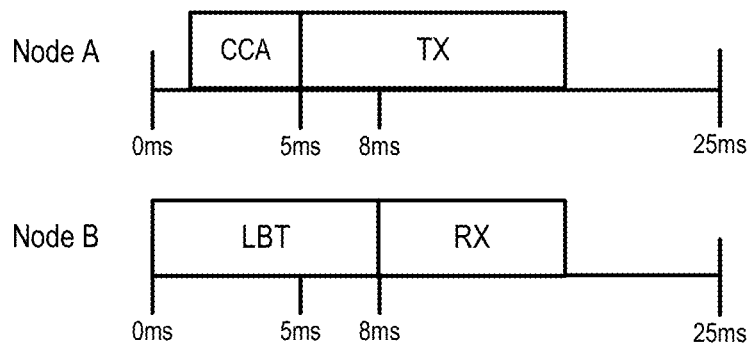 Node A
CCA
TX
0ms
5ms
8ms
25ms
Node B
LBT
RX
0ms
5ms
8ms
25ms